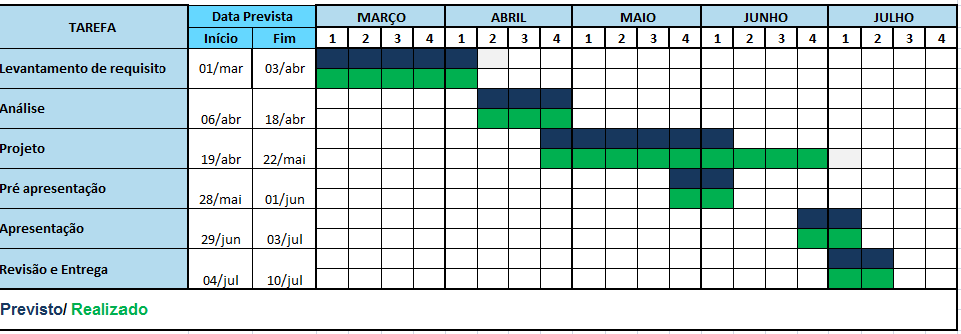 TAREFA Data Prevista MARÇO ABRIL MAIO JUNHO JULHO
Início Fim 1 2 3 4 1 2 3 4 1 2 3 4 1 2 3 4 1 2 3 4
Levantamento de requisito 01/mar 03/abr
Análise 06/abr 18/abr
Projeto 19/abr 22/mai
Pré apresentação 28/mai 01/jun
Apresentação 29/jun 03/jul
Revisão e Entrega 04/jul 10/jul
Previsto/ Realizado